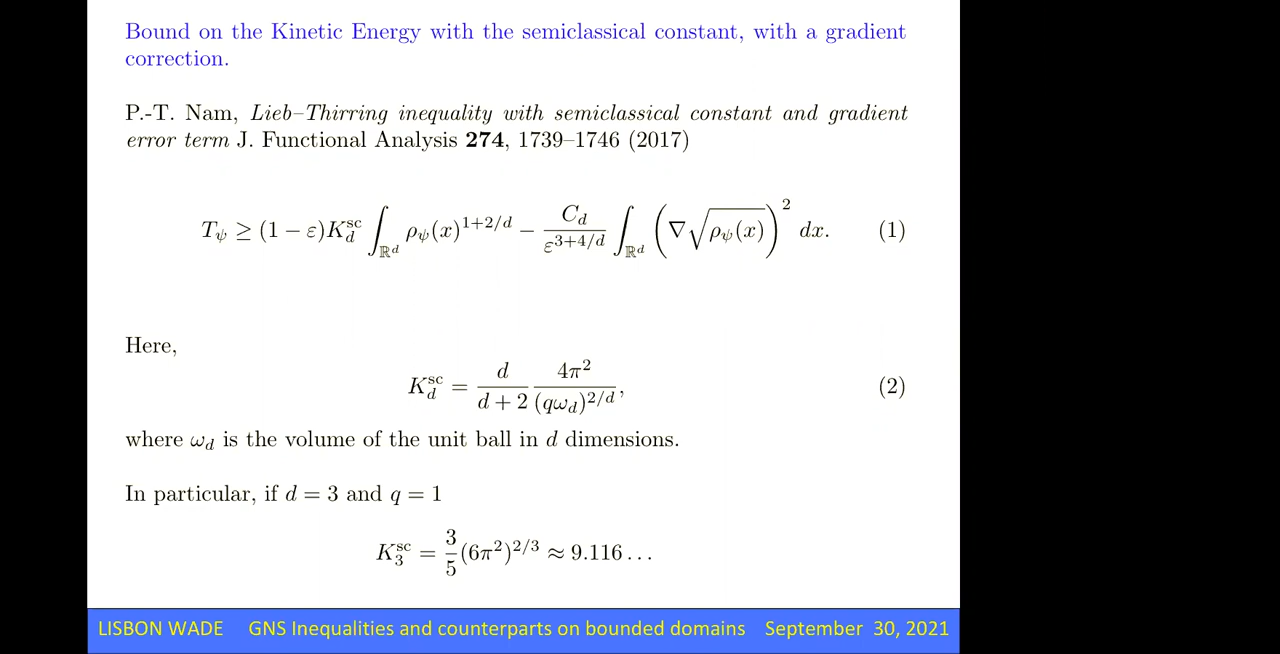 Bound on the Kinetic Energy with the semiclassical constant, with a gradient
correction.
P.-T. Nam, Lieb–Thirring inequality with semiclassical constant and gradient
error term J. Functional Analysis 274, 1739–1746 (2017)
T_ψ ≥ (1 − ε)K_d^sc ∫_{ℝ^d} ρ_ψ(x)^{1+2/d} − C_d/ε^{3+4/d} ∫_{ℝ^d} (∇√ρ_ψ(x))^2 dx. (1)
Here,
K_d^sc = d/(d + 2) 4π^2/(qω_d)^{2/d}, (2)
where ω_d is the volume of the unit ball in d dimensions.
In particular, if d = 3 and q = 1
K_3^sc = 3/5 (6π^2)^{2/3} ≈ 9.116...
LISBON WADE GNS Inequalities and counterparts on bounded domains September 30, 2021